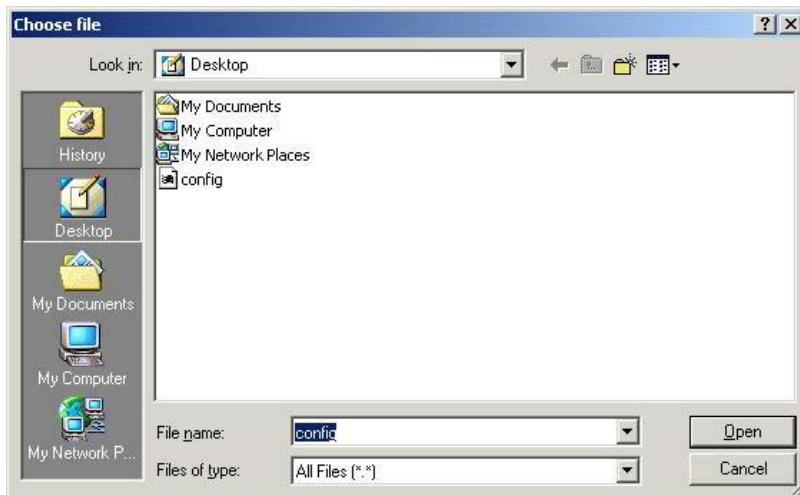 Choose file
Look in: Desktop
History
Desktop
My Documents
My Computer
My Network P...
My Documents
My Computer
My Network Places
config
File name: config
Open
Files of type: All Files (*.*)
Cancel